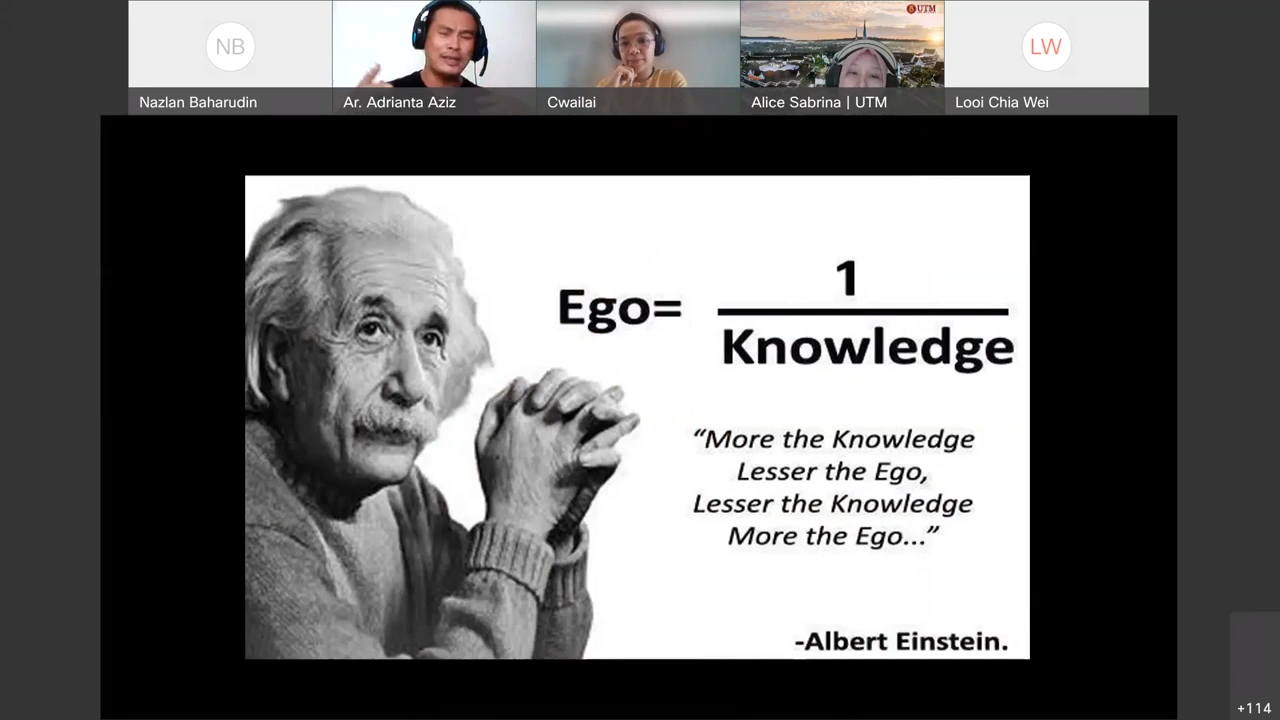 UTM
NB
LW
Nazlan Baharudin
Ar. Adrianta Aziz
Cwailai
Alice Sabrina | UTM
Looi Chia Wei
Ego=
1
Knowledge
“More the Knowledge
Lesser the Ego,
Lesser the Knowledge
More the Ego...”
-Albert Einstein.
+114